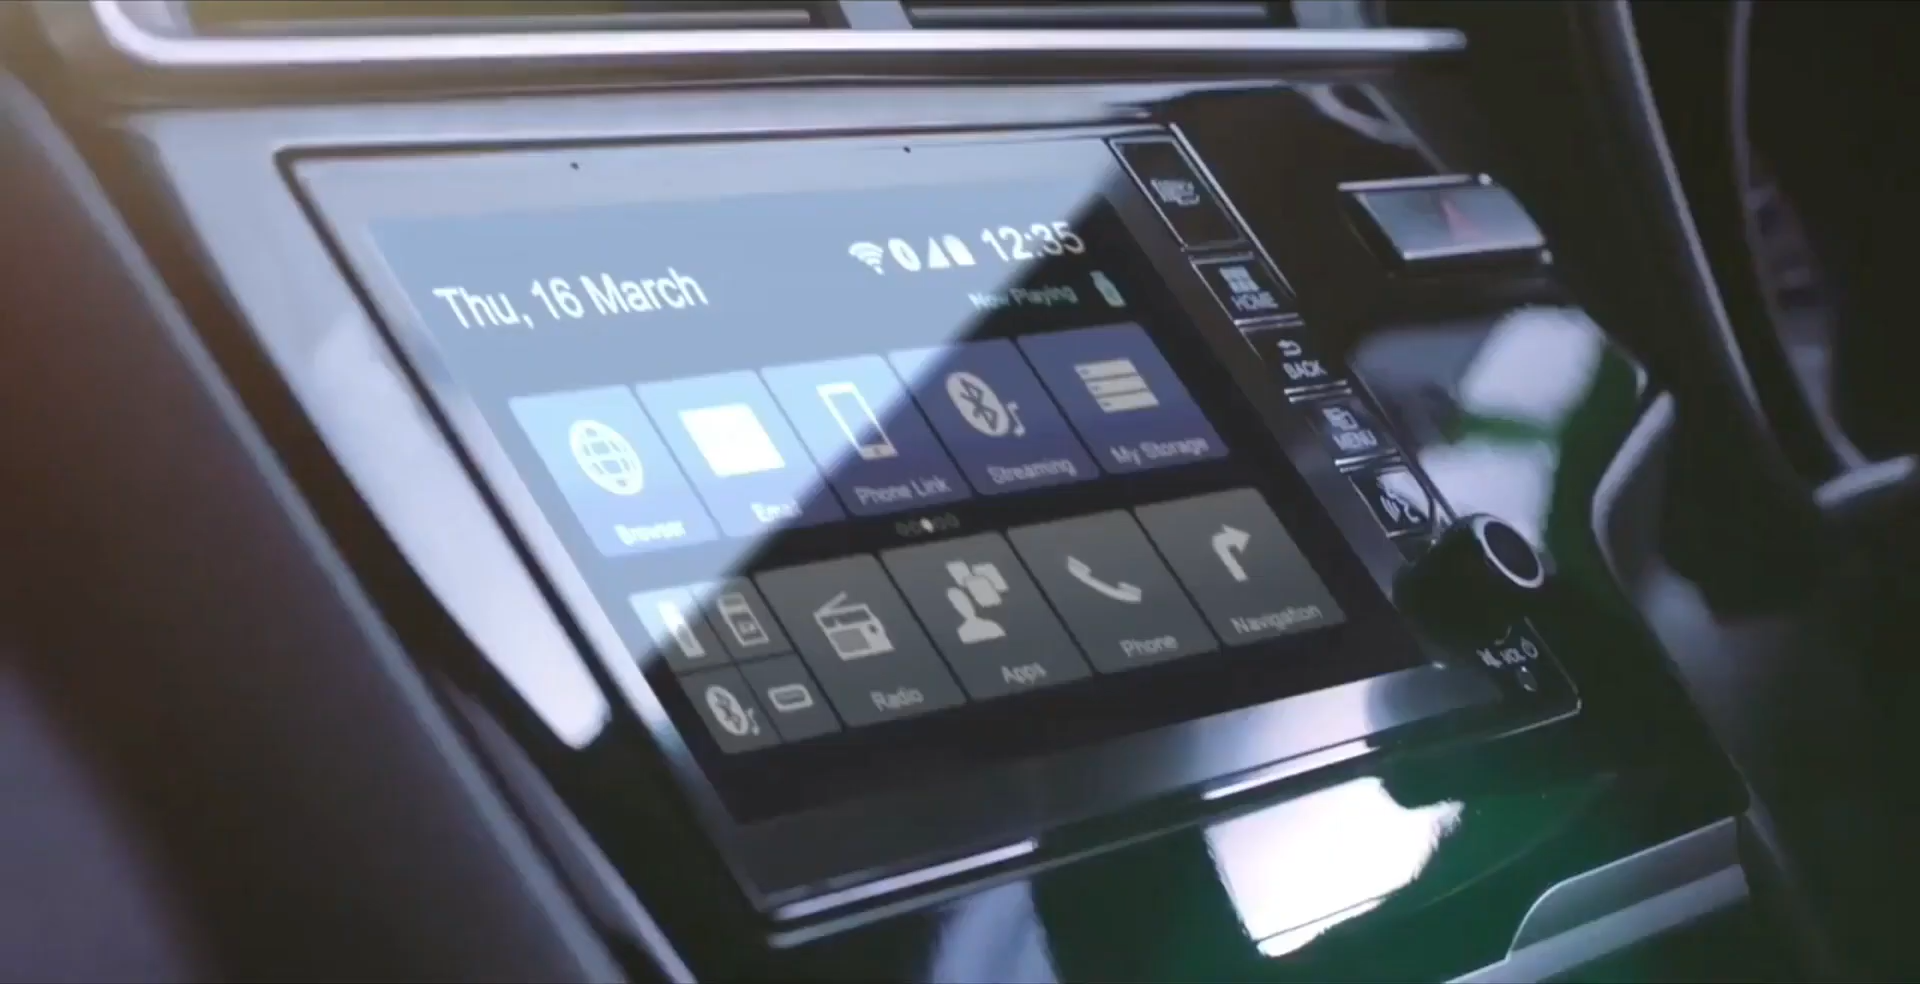 12:35
Thu, 16 March
Now Playing
Browser
Email
Phone Link
Streaming
My Storage
Radio
Apps
Phone
Navigation
HOME
BACK
MENU
VOL